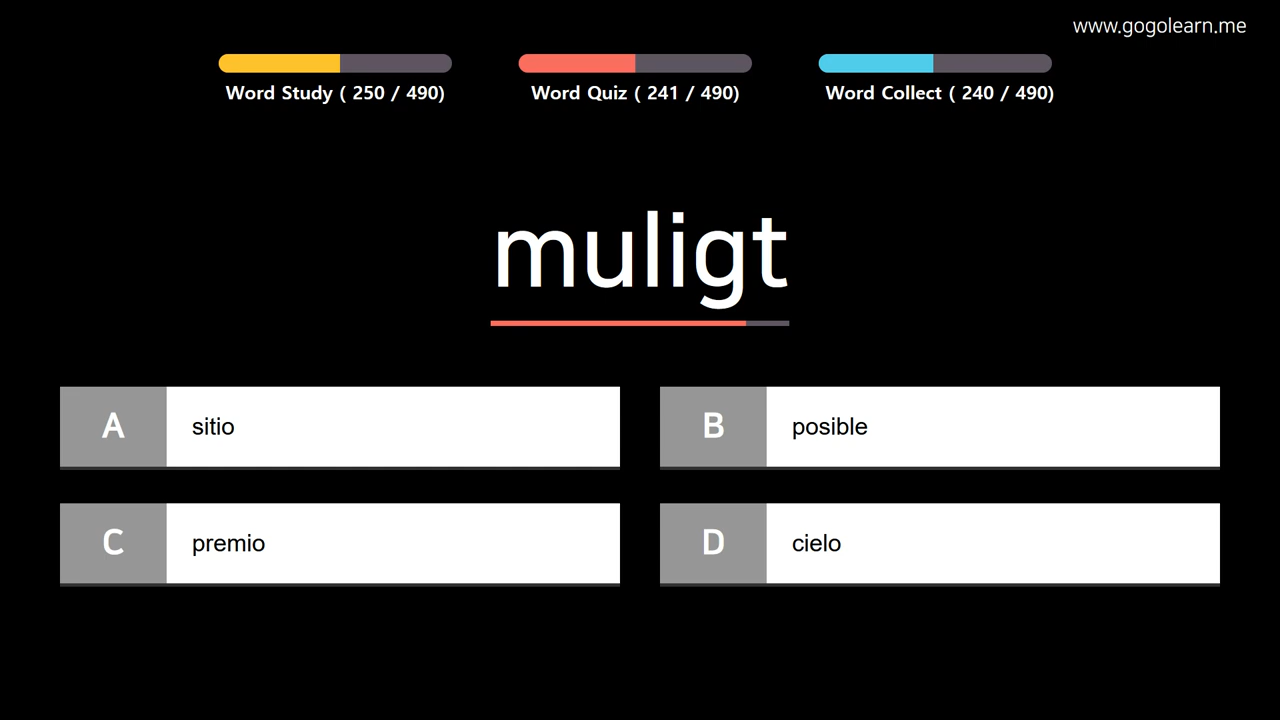 www.gogolearn.me
Word Study ( 250 / 490)
Word Quiz ( 241 / 490)
Word Collect ( 240 / 490)
muligt
A sitio
B posible
C premio
D cielo